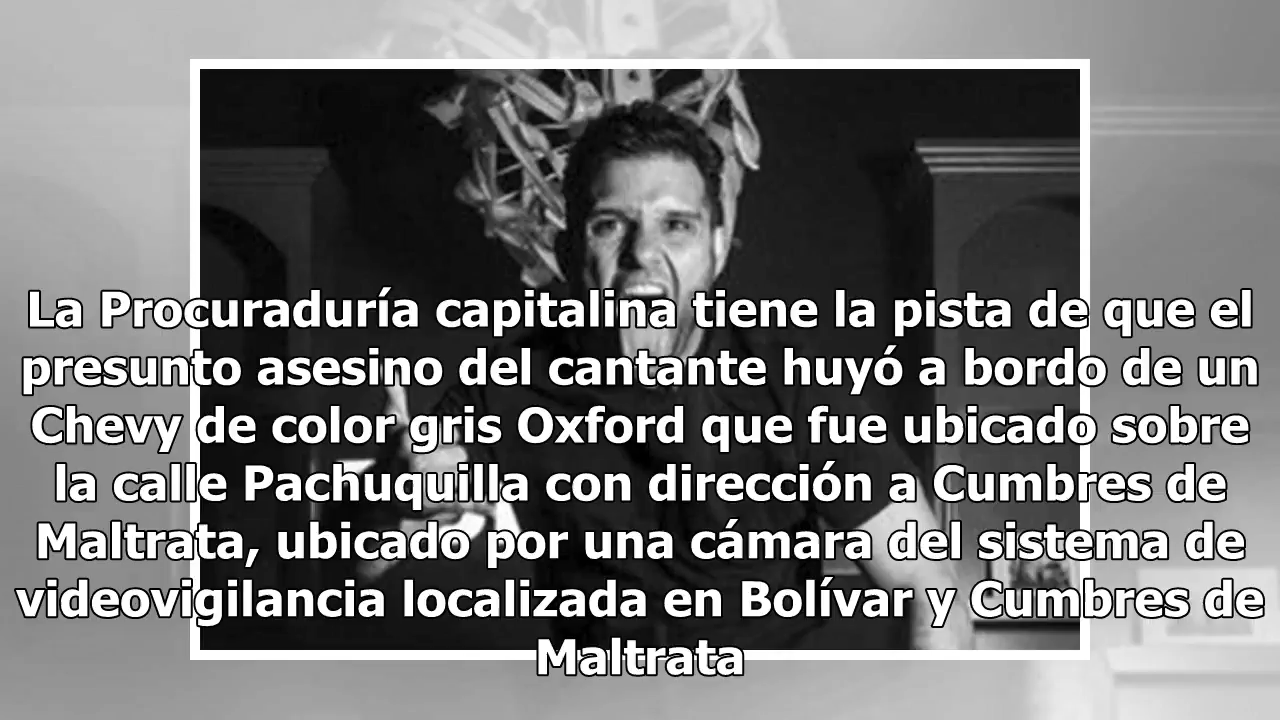 La Procuraduría capitalina tiene la pista de que el
presunto asesino del cantante huyó a bordo de un
Chevy de color gris Oxford que fue ubicado sobre
la calle Pachuquilla con dirección a Cumbres de
Maltrata, ubicado por una cámara del sistema de
videovigilancia localizada en Bolívar y Cumbres de
Maltrata